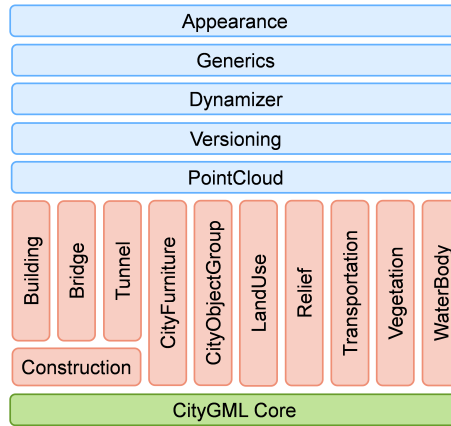 Appearance
Generics
Dynamizer
Versioning
PointCloud
Building
Bridge
Tunnel
CityFurniture
CityObjectGroup
LandUse
Relief
Transportation
Vegetation
WaterBody
Construction
CityGML Core